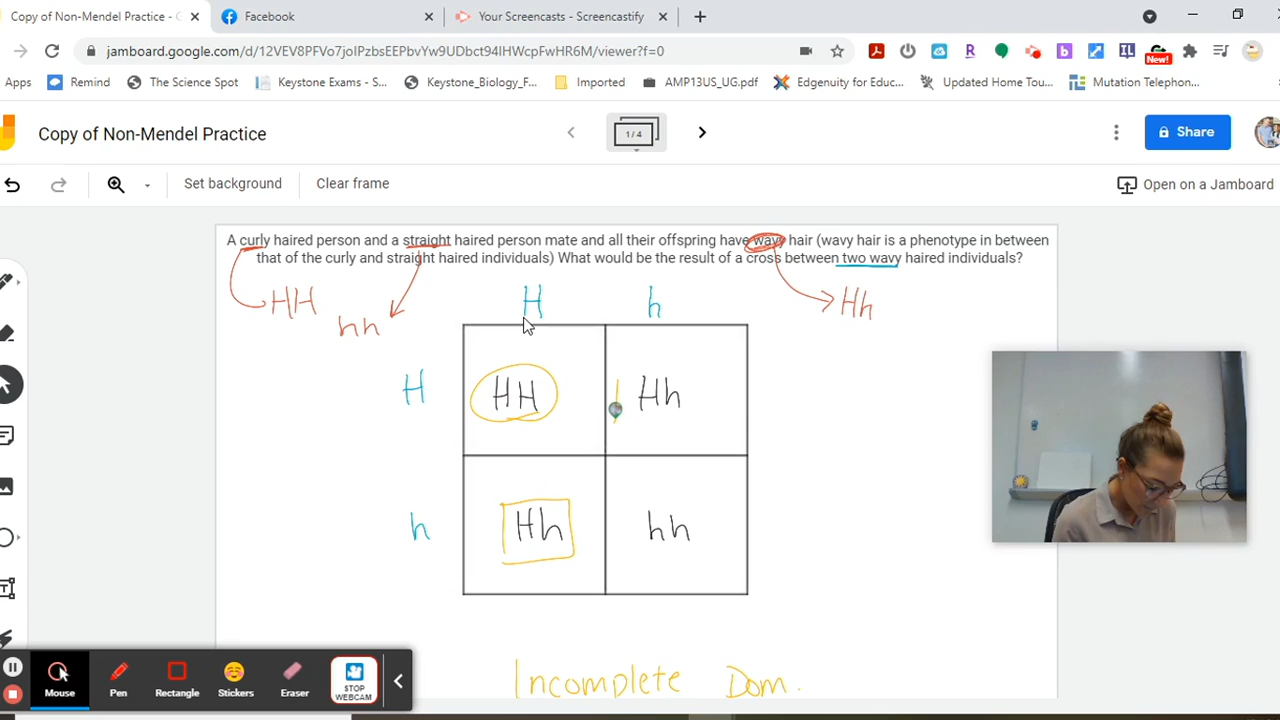 Copy of Non-Mendel Practice - G
Facebook
Your Screencasts - Screencastify
jamboard.google.com/d/12VEV8PFVo7joIPzbsEEPbvYw9UDbct94IHWcpFwHR6M/viewer?f=0
Apps
Remind
The Science Spot
Keystone Exams - S...
Keystone_Biology_F...
Imported
AMP13US_UG.pdf
Edgenuity for Educ...
Updated Home Tou...
Mutation Telephon...
New!
Copy of Non-Mendel Practice
1/4
Share
Set background
Clear frame
Open on a Jamboard
A curly haired person and a straight haired person mate and all their offspring have wavy hair (wavy hair is a phenotype in between
that of the curly and straight haired individuals) What would be the result of a cross between two wavy haired individuals?
HH
hh
H
h
Hh
H
HH
Hh
h
Hh
hh
Incomplete Dom.
Mouse
Pen
Rectangle
Stickers
Eraser
STOP
WEBCAM